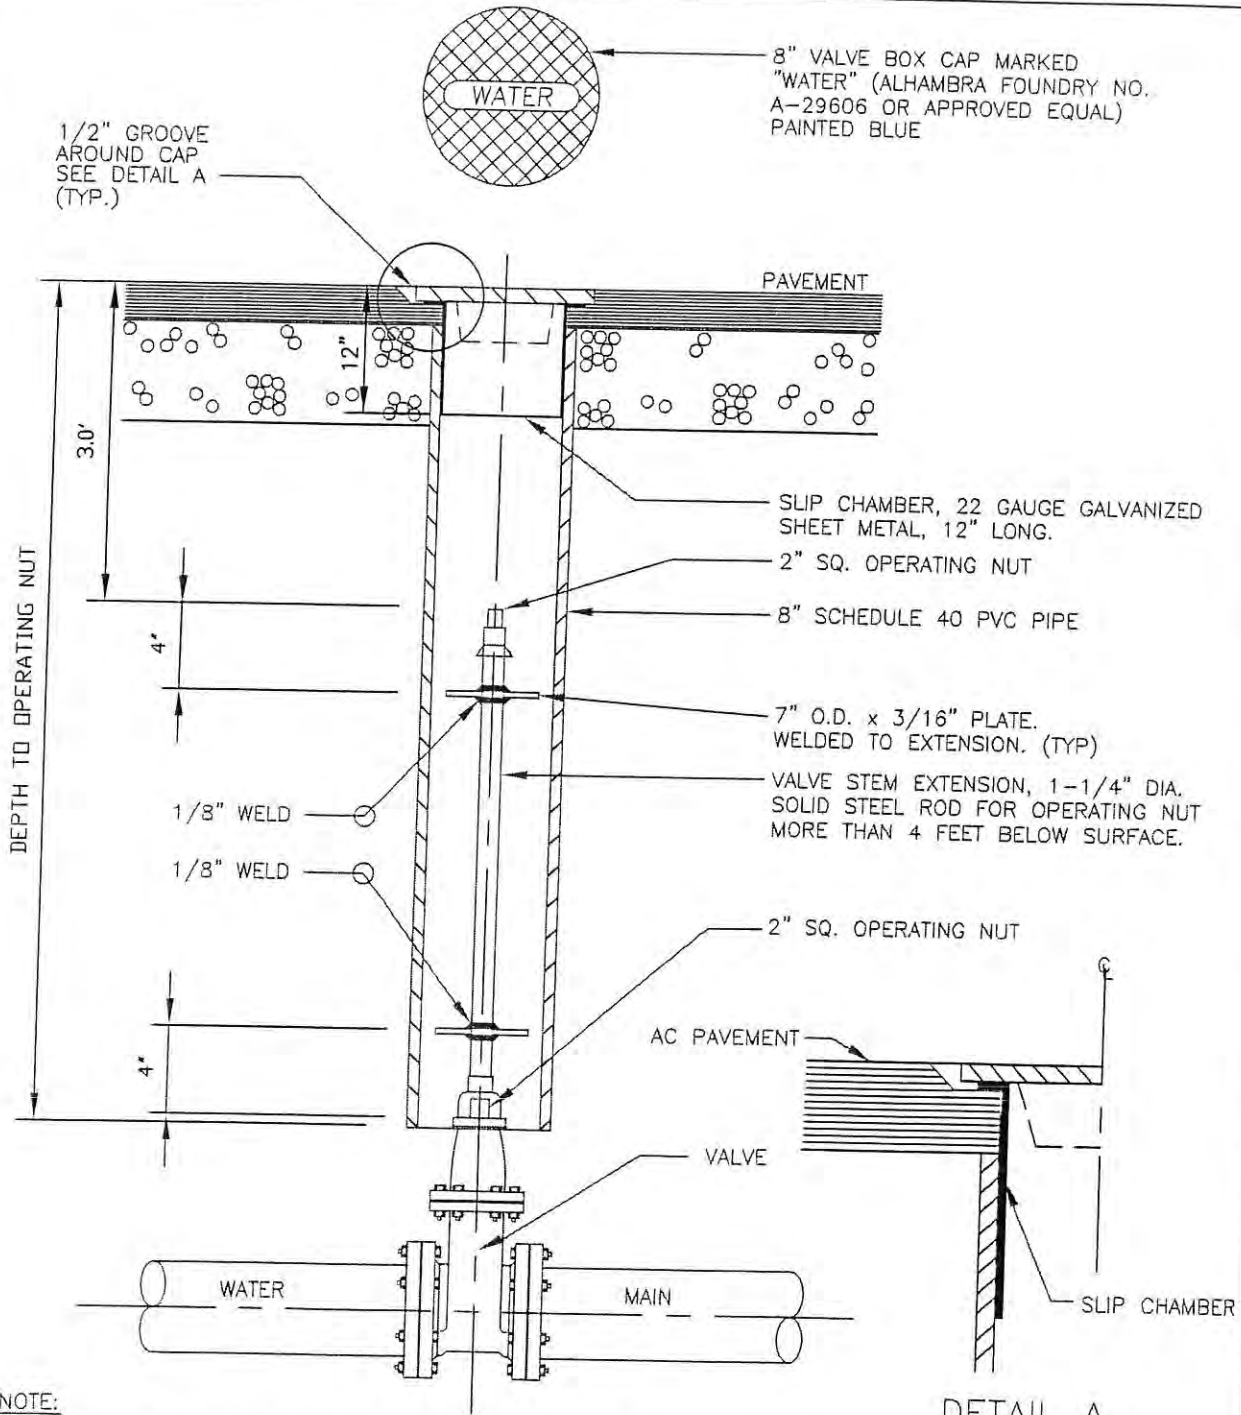 8" VALVE BOX CAP MARKED
"WATER" (ALHAMBRA FOUNDRY NO.
A-29606 OR APPROVED EQUAL)
PAINTED BLUE
WATER
1/2" GROOVE
AROUND CAP
SEE DETAIL A
(TYP.)
PAVEMENT
12"
3.0'
SLIP CHAMBER, 22 GAUGE GALVANIZED
SHEET METAL, 12" LONG.
2" SQ. OPERATING NUT
8" SCHEDULE 40 PVC PIPE
4"
DEPTH TO OPERATING NUT
7" O.D. x 3/16" PLATE.
WELDED TO EXTENSION. (TYP)
VALVE STEM EXTENSION, 1-1/4" DIA.
SOLID STEEL ROD FOR OPERATING NUT
MORE THAN 4 FEET BELOW SURFACE.
1/8" WELD
1/8" WELD
2" SQ. OPERATING NUT
℄
AC PAVEMENT
4"
VALVE
WATER
MAIN
SLIP CHAMBER
NOTE:
DETAIL A